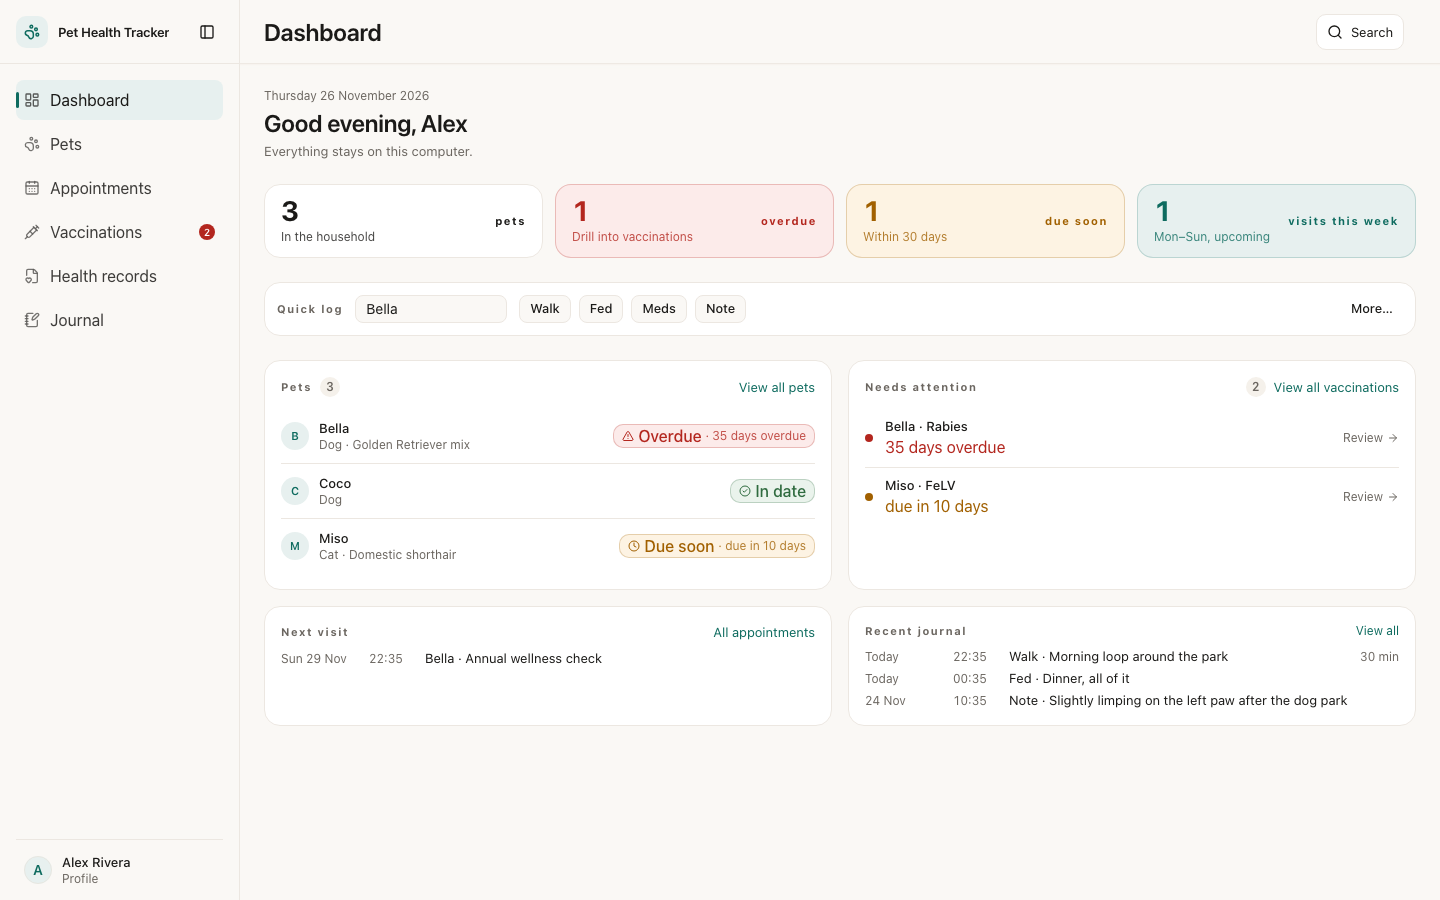 Pet Health Tracker
Dashboard
Search
Dashboard
Pets
Appointments
Vaccinations 2
Health records
Journal
Alex Rivera
Profile
A
Thursday 26 November 2026
Good evening, Alex
Everything stays on this computer.
3
In the household
pets
1
Drill into vaccinations
overdue
1
Within 30 days
due soon
1
Mon–Sun, upcoming
visits this week
Quick log Bella Walk Fed Meds Note More...
Pets 3 View all pets
B
Bella
Dog · Golden Retriever mix
Overdue · 35 days overdue
C
Coco
Dog
In date
M
Miso
Cat · Domestic shorthair
Due soon · due in 10 days
Needs attention 2 View all vaccinations
Bella · Rabies
35 days overdue
Review →
Miso · FeLV
due in 10 days
Review →
Next visit All appointments
Sun 29 Nov 22:35 Bella · Annual wellness check
Recent journal View all
Today 22:35 Walk · Morning loop around the park 30 min
Today 00:35 Fed · Dinner, all of it
24 Nov 10:35 Note · Slightly limping on the left paw after the dog park